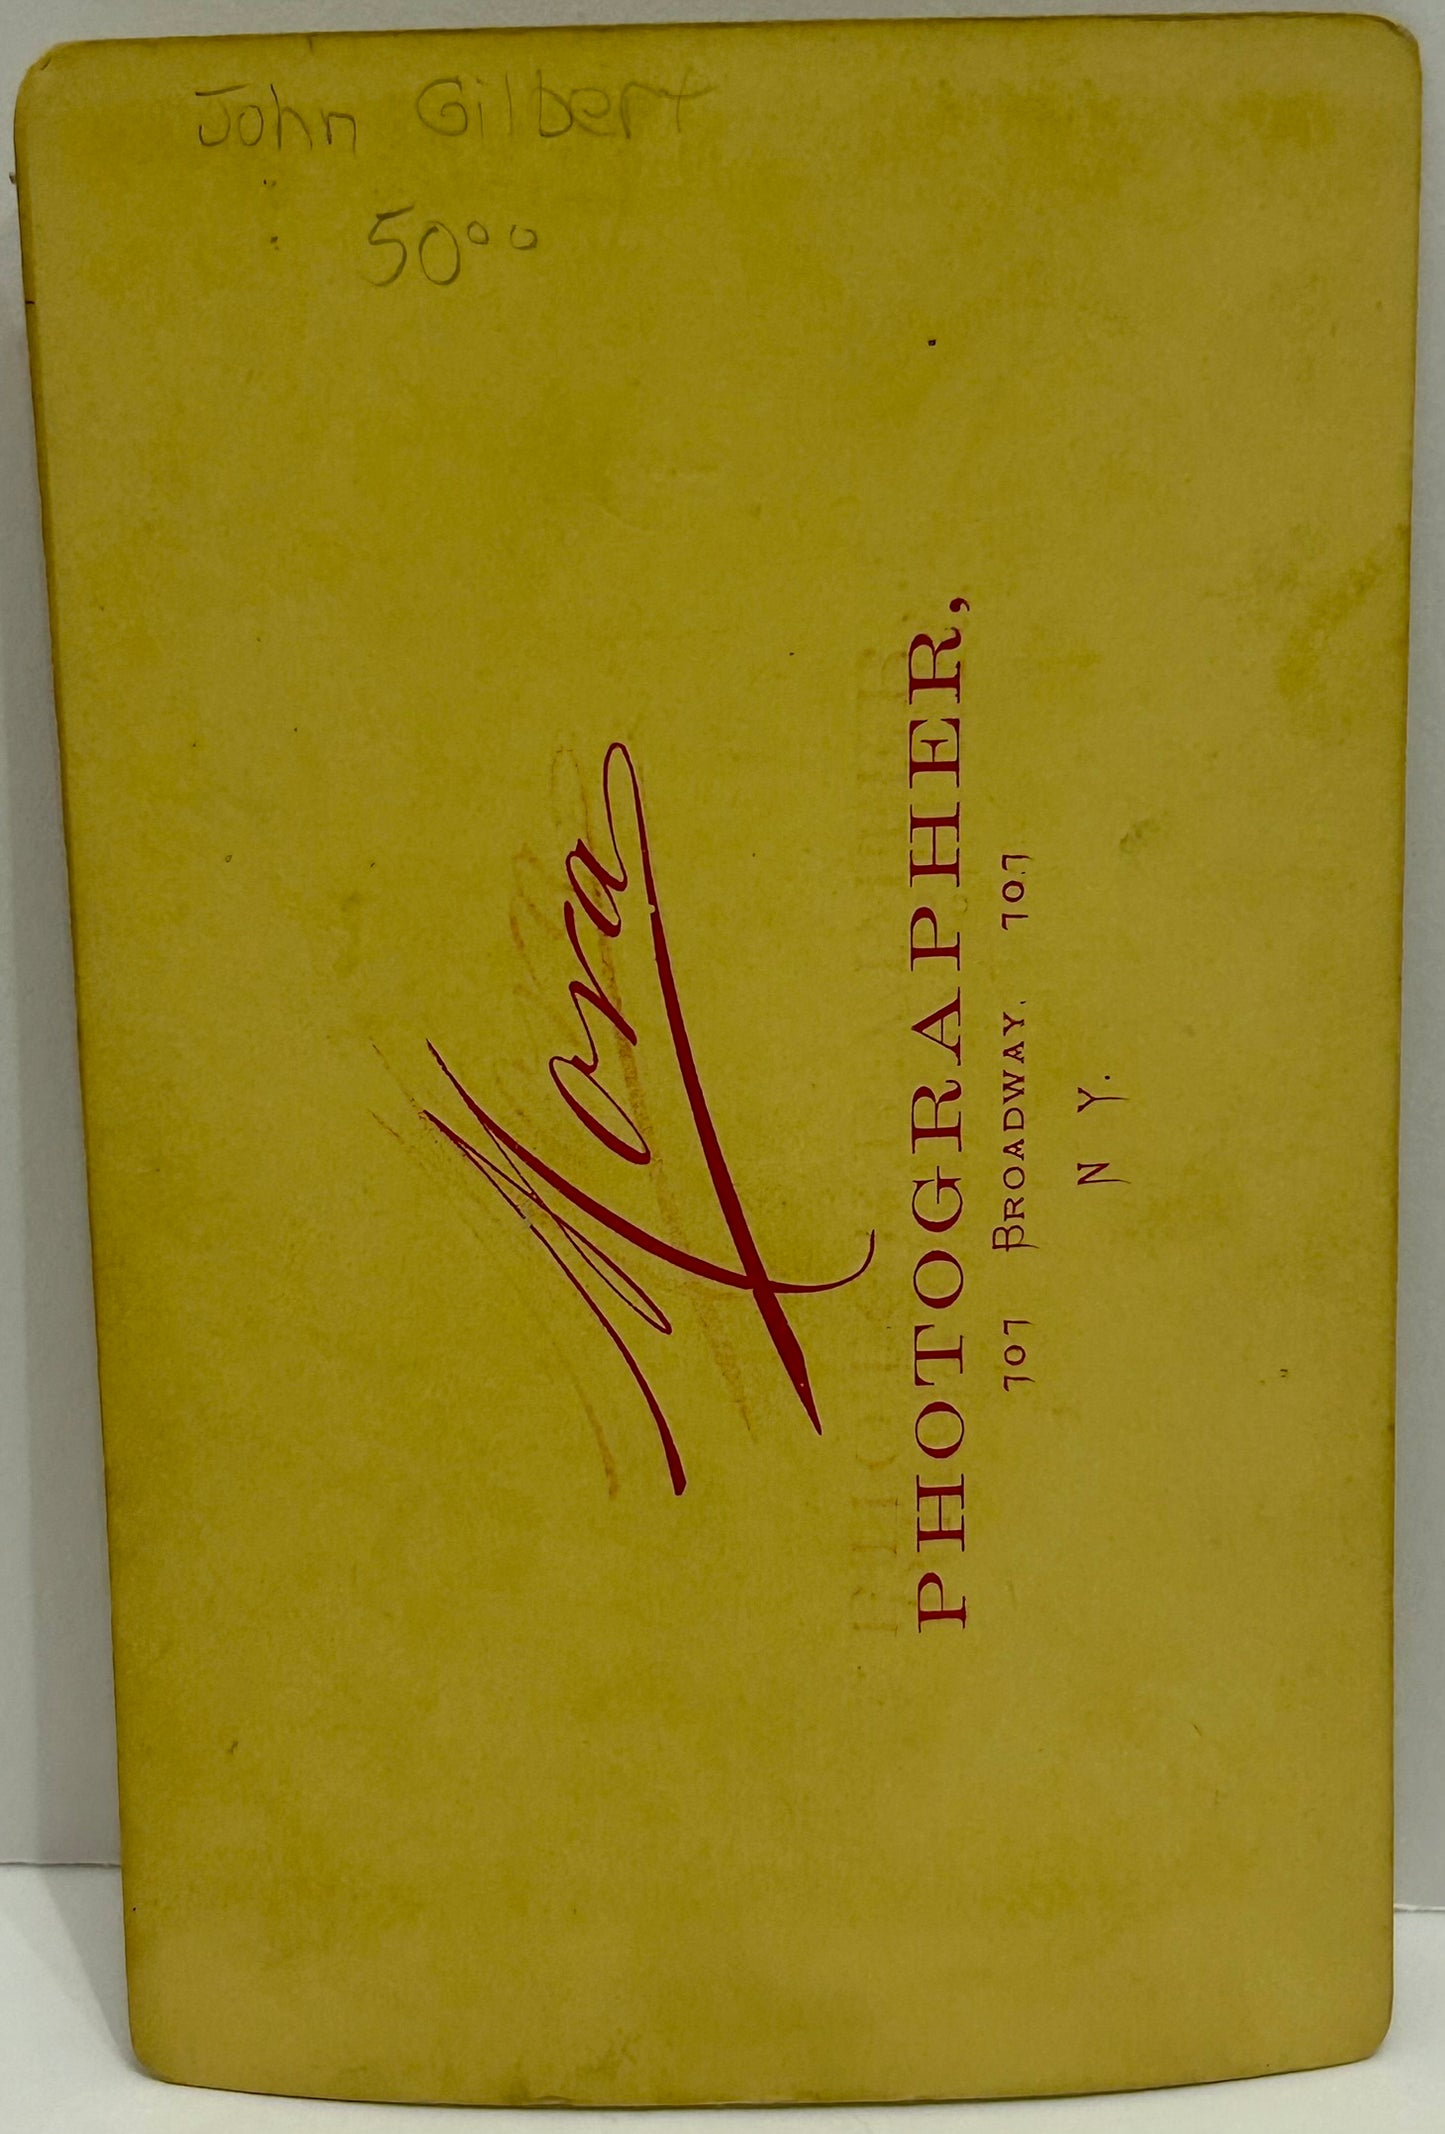 John Gilbert
50⁰⁰
Mora
PHOTOGRAPHER,
707 BROADWAY. 707
N Y.